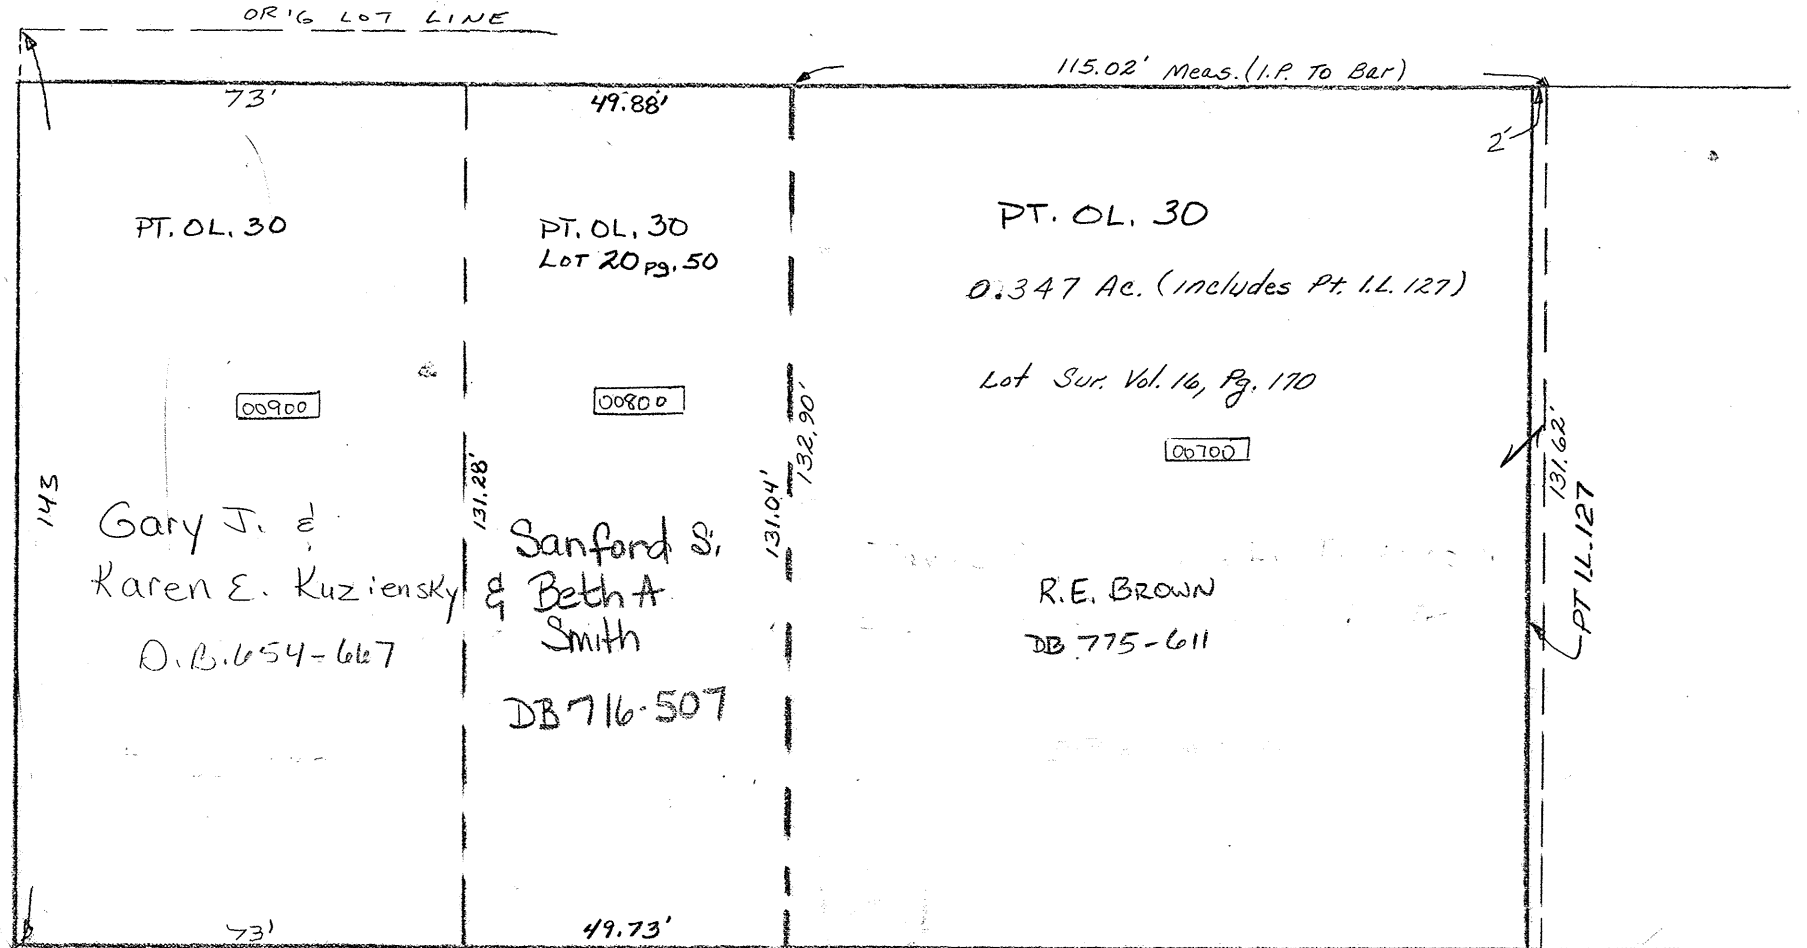 ORIG LOT LINE
115.02' Meas. (I.P. To Bar)
73'
49.88'
2'
PT. OL. 30
PT. OL. 30
LOT 20 pg. 50
PT. OL. 30
0.347 Ac. (includes Pt. I.L. 127)
Lot Sur. Vol. 16, Pg. 170
00900
00800
00700
143
131.28'
131.04'
132.90'
131.62'
PT I.L. 127
Gary J. &
Karen E. Kuziensky
D.B. 654-667
Sanford S.
& Beth A
Smith
DB 716-507
R.E. BROWN
DB 775-611
73'
49.73'